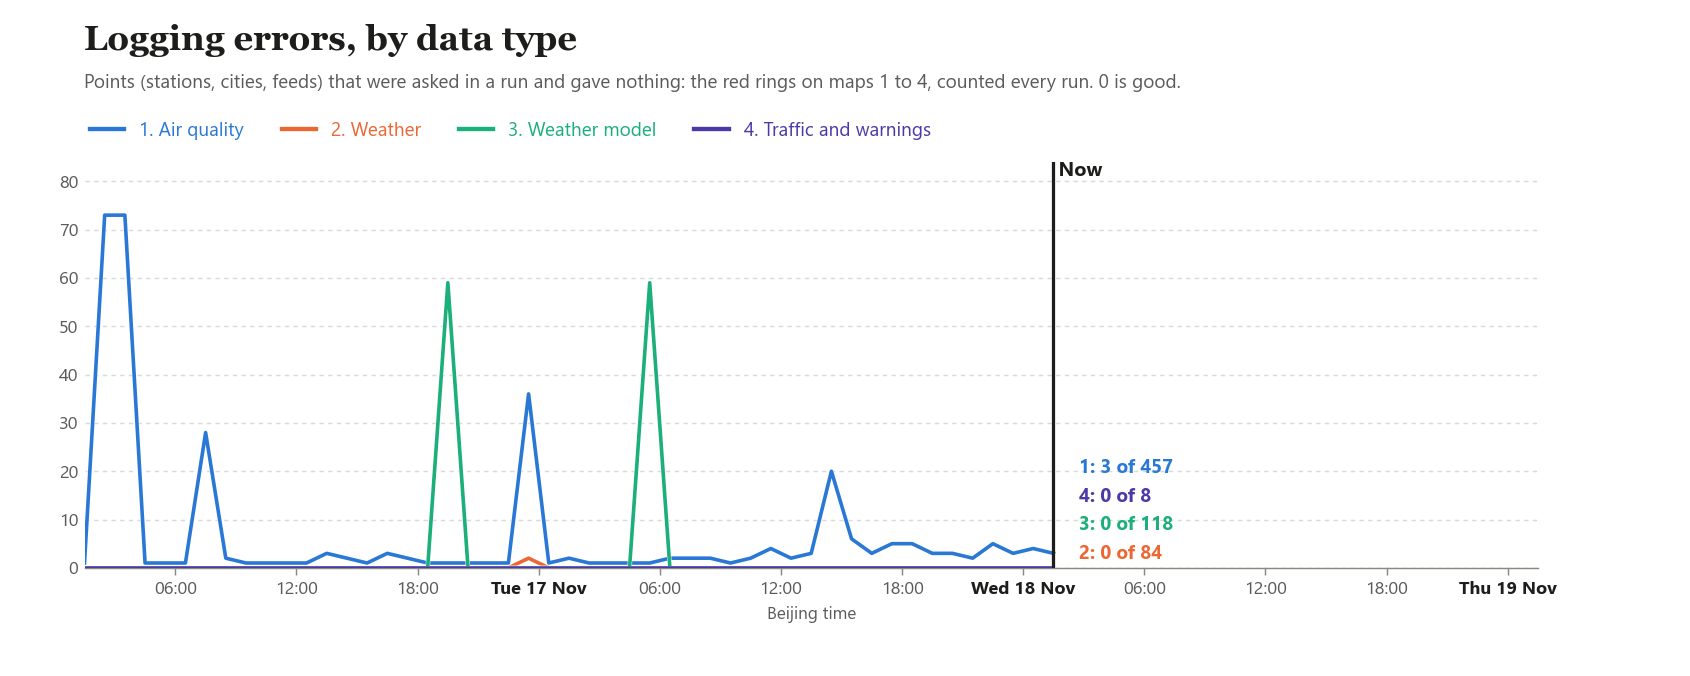 Logging errors, by data type
Points (stations, cities, feeds) that were asked in a run and gave nothing: the red rings on maps 1 to 4, counted every run. 0 is good.
1. Air quality 2. Weather 3. Weather model 4. Traffic and warnings
Now
80
70
60
50
40
30
20
10
0
1: 3 of 457
4: 0 of 8
3: 0 of 118
2: 0 of 84
06:00 12:00 18:00 Tue 17 Nov 06:00 12:00 18:00 Wed 18 Nov 06:00 12:00 18:00 Thu 19 Nov
Beijing time